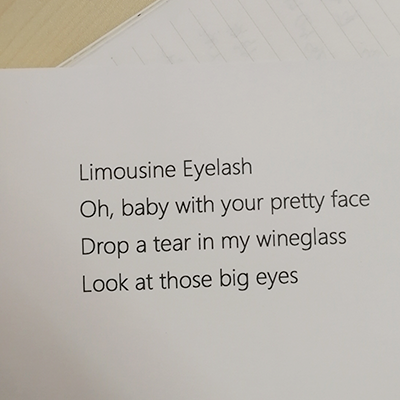 Limousine Eyelash
Oh, baby with your pretty face
Drop a tear in my wineglass
Look at those big eyes